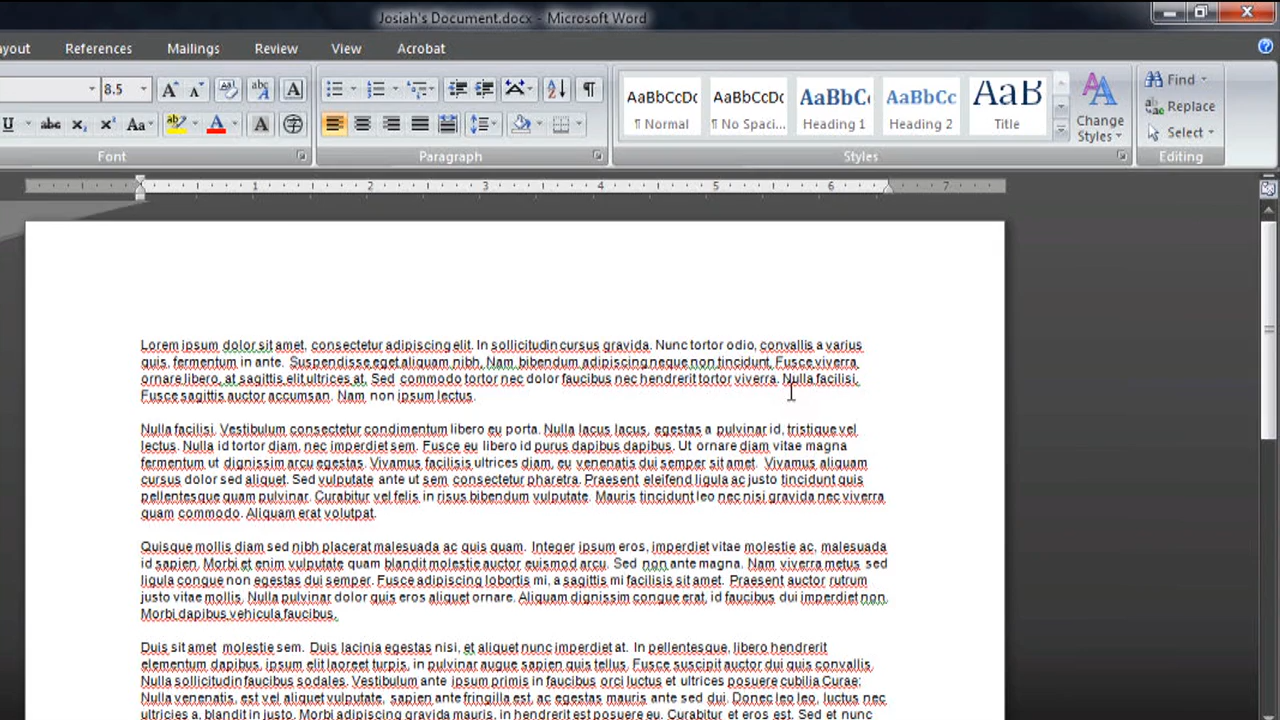 Josiah's Document.docx - Microsoft Word
ayout References Mailings Review View Acrobat
8.5 Aa AaBbCcDc AaBbCcDc AaBbC AaBbCc AaBb
¶ Normal ¶ No Spaci... Heading 1 Heading 2 Title
Change Styles
Find
Replace
Select
Font Paragraph Styles Editing
1 2 3 4 5 6 7
Lorem ipsum dolor sit amet, consectetur adipiscing elit. In sollicitudin cursus gravida. Nunc tortor odio, convallis a varius
quis, fermentum in ante. Suspendisse eget aliquam nibh. Nam bibendum adipiscing neque non tincidunt. Fusce viverra
ornare libero, at sagittis elit ultrices at. Sed commodo tortor nec dolor faucibus nec hendrerit tortor viverra. Nulla facilisi.
Fusce sagittis auctor accumsan. Nam non ipsum lectus.
Nulla facilisi. Vestibulum consectetur condimentum libero eu porta. Nulla lacus lacus, egestas a pulvinar id, tristique vel
lectus. Nulla id tortor diam, nec imperdiet sem. Fusce eu libero id purus dapibus dapibus. Ut ornare diam vitae magna
fermentum ut dignissim arcu egestas. Vivamus facilisis ultrices diam, eu venenatis dui semper sit amet. Vivamus aliquam
cursus dolor sed aliquet. Sed vulputate ante ut sem consectetur pharetra. Praesent eleifend ligula ac justo tincidunt quis
pellentesque quam pulvinar. Curabitur vel felis in risus bibendum vulputate. Mauris tincidunt leo nec nisi gravida nec viverra
quam commodo. Aliquam erat volutpat.
Quisque mollis diam sed nibh placerat malesuada ac quis quam. Integer ipsum eros, imperdiet vitae molestie ac, malesuada
id sapien. Morbi et enim vulputate quam blandit molestie auctor euismod arcu. Sed non ante magna. Nam viverra metus sed
ligula congue non egestas dui semper. Fusce adipiscing lobortis mi, a sagittis mi facilisis sit amet. Praesent auctor rutrum
justo vitae mollis. Nulla pulvinar dolor quis eros aliquet ornare. Aliquam dignissim congue erat, id faucibus dui imperdiet non.
Morbi dapibus vehicula faucibus.
Duis sit amet molestie sem. Duis lacinia egestas nisi, et aliquet nunc imperdiet at. In pellentesque, libero hendrerit
elementum dapibus, ipsum elit laoreet turpis, in pulvinar augue sapien quis tellus. Fusce suscipit auctor dui quis convallis.
Nulla sollicitudin faucibus sodales. Vestibulum ante ipsum primis in faucibus orci luctus et ultrices posuere cubilia Curae;
Nulla venenatis, est vel aliquet vulputate, sapien ante fringilla est, ac egestas mauris ante sed dui. Donec leo leo, luctus nec
ultricies a, blandit in justo. Morbi adipiscing gravida mauris, in hendrerit est posuere eu. Curabitur et eros est. Sed et nunc